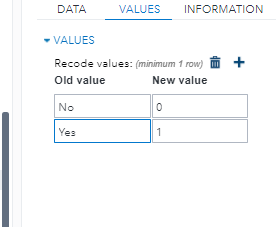 DATA VALUES INFORMATION
VALUES
Recode values: (minimum 1 row)
Old value New value
No 0
Yes 1